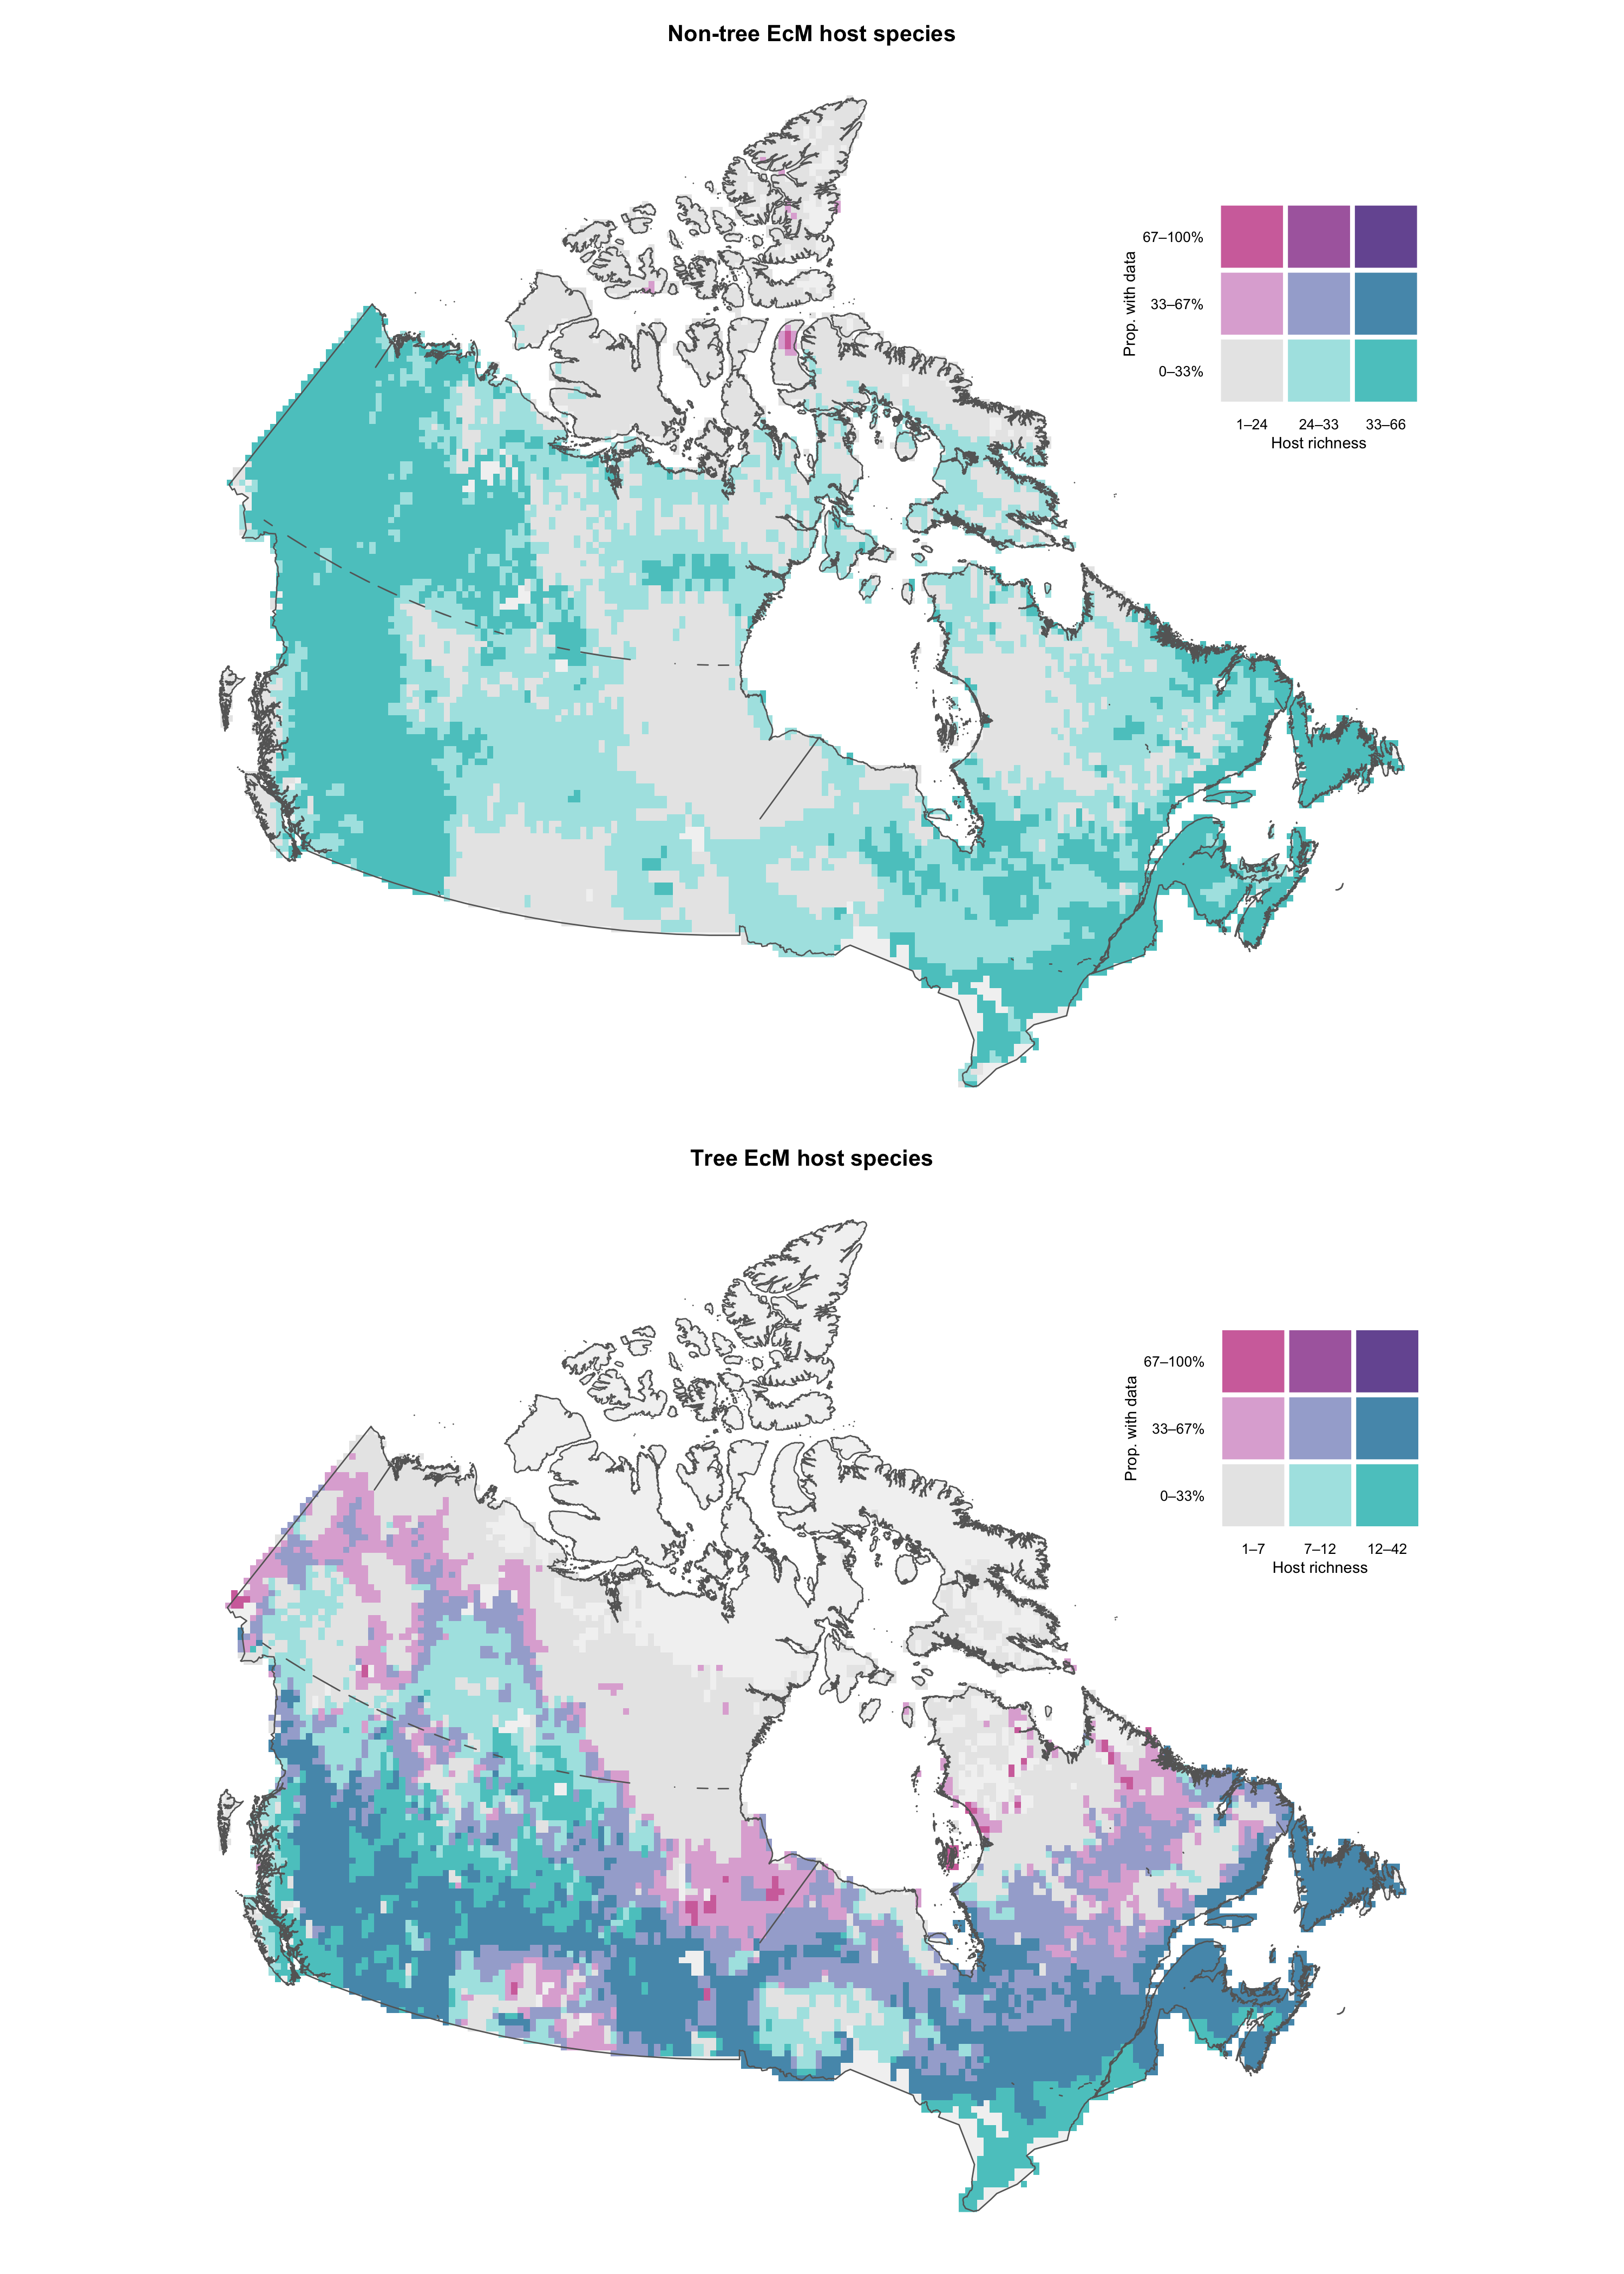 Non-tree EcM host species
67–100%
33–67%
0–33%
Prop. with data
1–24 24–33 33–66
Host richness
Tree EcM host species
67–100%
33–67%
0–33%
Prop. with data
1–7 7–12 12–42
Host richness